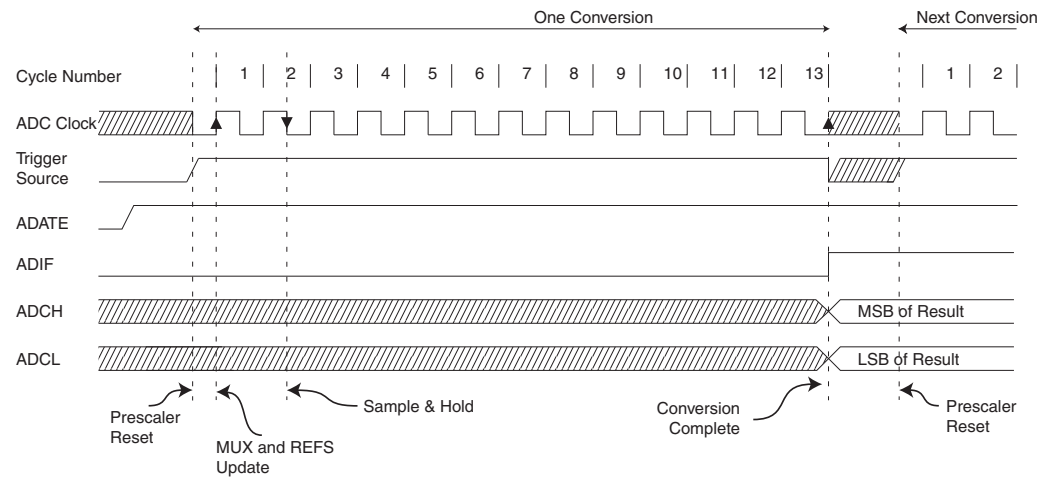 One Conversion
Next Conversion
Cycle Number
1 2 3 4 5 6 7 8 9 10 11 12 13 1 2
ADC Clock
Trigger
Source
ADATE
ADIF
ADCH
MSB of Result
ADCL
LSB of Result
Prescaler
Reset
MUX and REFS
Update
Sample & Hold
Conversion
Complete
Prescaler
Reset